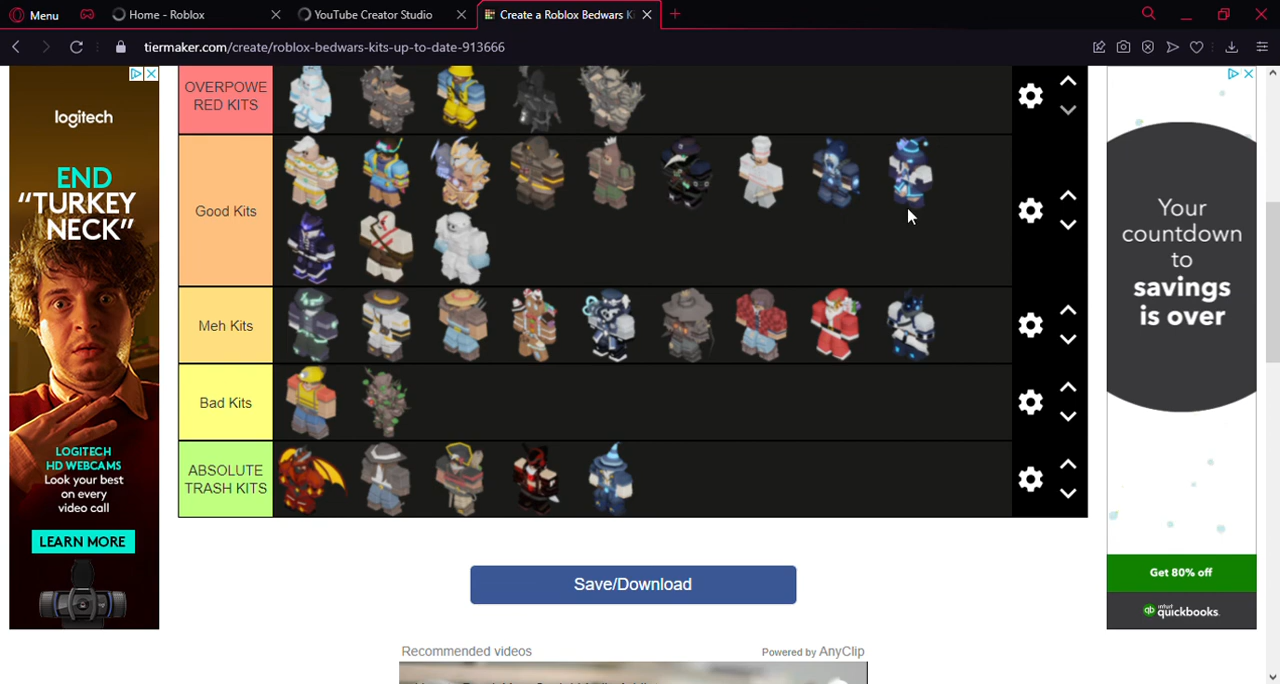 Menu
Home - Roblox
YouTube Creator Studio
Create a Roblox Bedwars Ki
tiermaker.com/create/roblox-bedwars-kits-up-to-date-913666
logitech
END
"TURKEY
NECK"
LOGITECH
HD WEBCAMS
Look your best
on every
video call
LEARN MORE
OVERPOWE
RED KITS
Good Kits
Meh Kits
Bad Kits
ABSOLUTE
TRASH KITS
Save/Download
Recommended videos
Powered by AnyClip
Your
countdown
to
savings
is over
Get 80% off
qb intuit quickbooks.